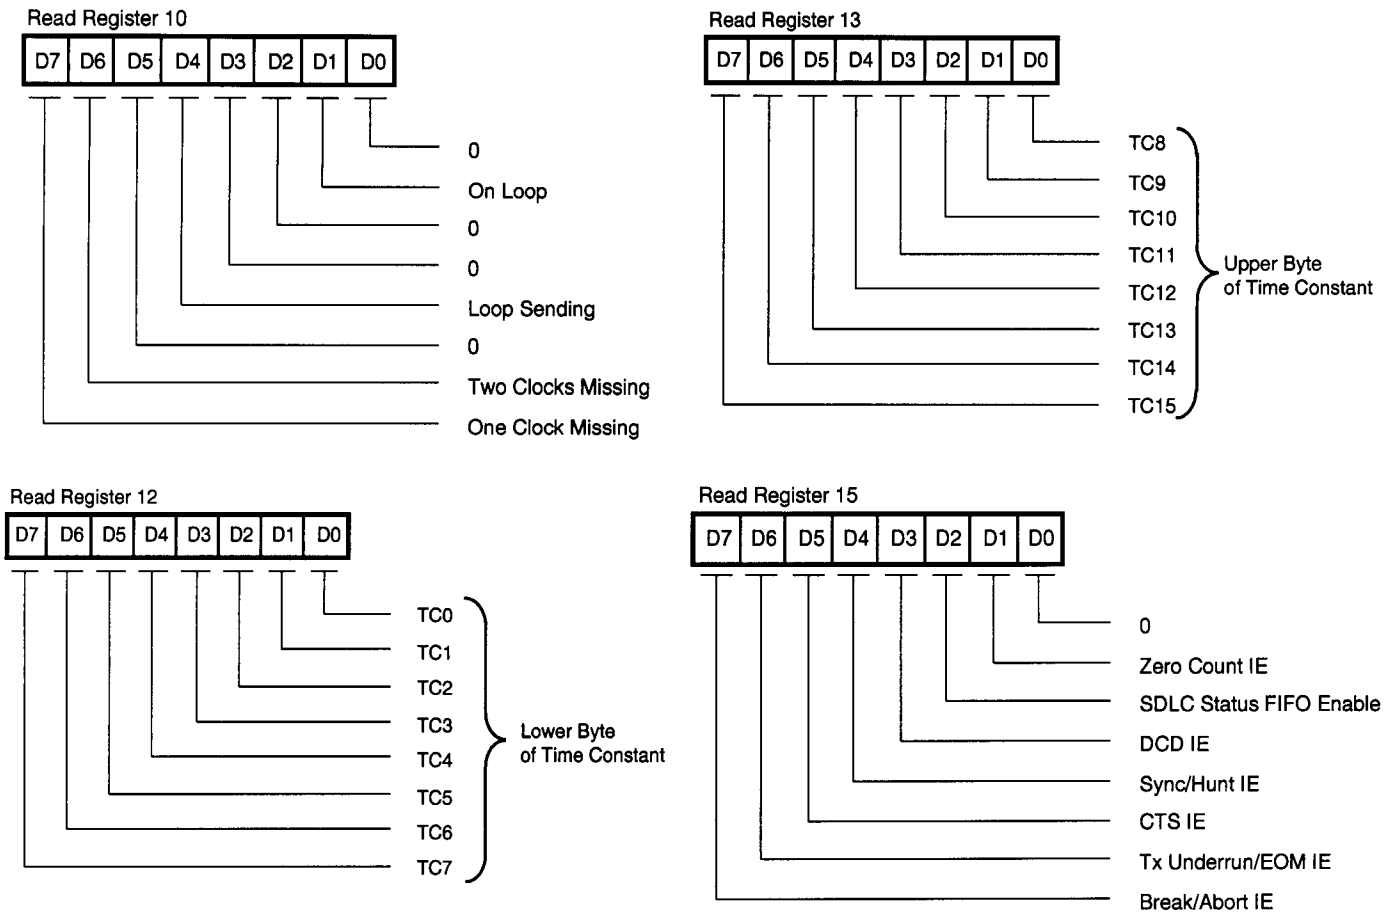 Read Register 10
D7 D6 D5 D4 D3 D2 D1 D0
0
On Loop
0
0
Loop Sending
0
Two Clocks Missing
One Clock Missing
Read Register 13
D7 D6 D5 D4 D3 D2 D1 D0
TC8
TC9
TC10
TC11
TC12
TC13
TC14
TC15
Upper Byte
of Time Constant
Read Register 12
D7 D6 D5 D4 D3 D2 D1 D0
TC0
TC1
TC2
TC3
TC4
TC5
TC6
TC7
Lower Byte
of Time Constant
Read Register 15
D7 D6 D5 D4 D3 D2 D1 D0
0
Zero Count IE
SDLC Status FIFO Enable
DCD IE
Sync/Hunt IE
CTS IE
Tx Underrun/EOM IE
Break/Abort IE